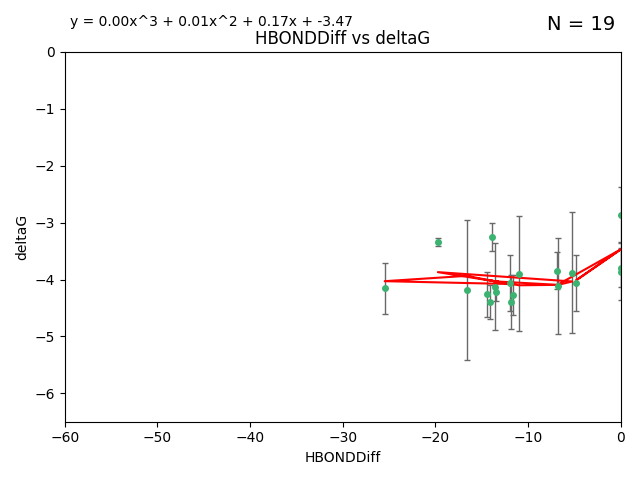 y = 0.00x^3 + 0.01x^2 + 0.17x + -3.47
N = 19
HBONDDiff vs deltaG
0
−1
−2
−3
−4
−5
−6
deltaG
−60 −50 −40 −30 −20 −10 0
HBONDDiff